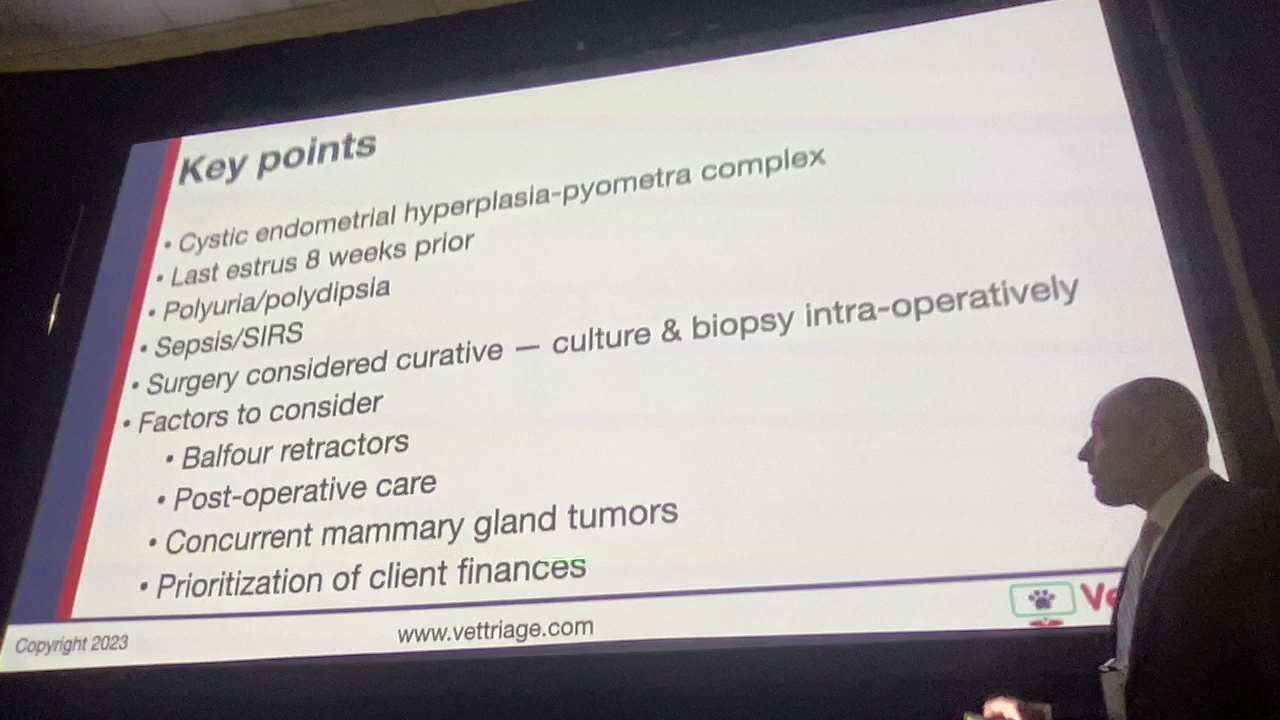 Key points
• Cystic endometrial hyperplasia-pyometra complex
• Last estrus 8 weeks prior
• Polyuria/polydipsia
• Sepsis/SIRS
• Surgery considered curative — culture & biopsy intra-operatively
• Factors to consider
• Balfour retractors
• Post-operative care
• Concurrent mammary gland tumors
• Prioritization of client finances
Copyright 2023
www.vettriage.com